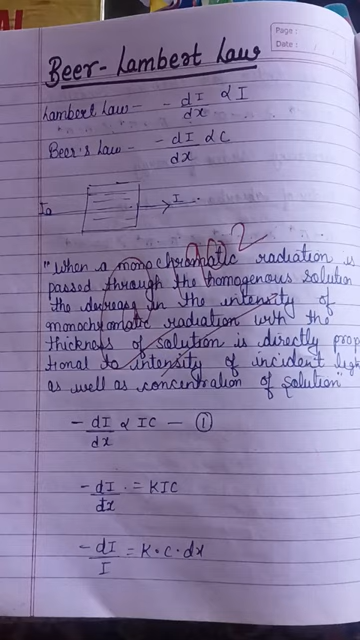 Page :
Date :
Beer-Lambert Law
Lambert Law - - dI/dx ∝ I
Beer's Law - - dI/dx ∝ C
Io I
"When a monochromatic radiation is
passed through the homogenous solution
the decrease in the intensity of
monochromatic radiation with the
thickness of solution is directly propo
tional to intensity of incident light
as well as concentration of solution"
- dI/dx ∝ IC - ①
- dI/dx = KIC
- dI/I = K·C·dx